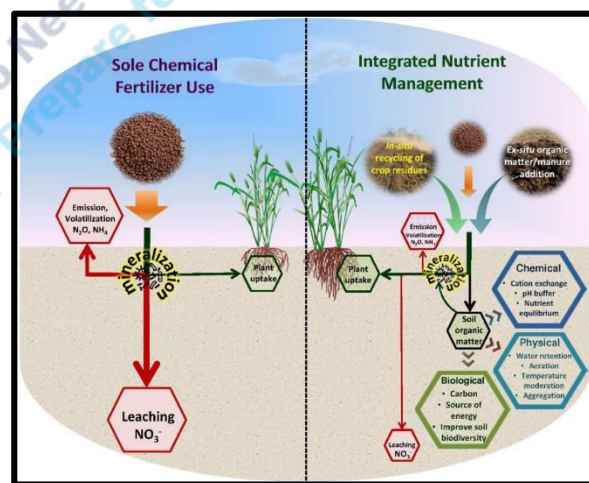 Sole Chemical
Fertilizer Use
Emission,
Volatilization
N₂O, NH₄
mineralization
Plant
uptake
Leaching
NO₃⁻
Integrated Nutrient
Management
In-situ
recycling of
crop residues
Ex-situ organic
matter/manure
addition
Emission
Volatilization
N₂O, NH₄
Plant
uptake
mineralization
Soil
organic
matter
Chemical
• Cation exchange
• pH buffer
• Nutrient
equilibrium
Physical
• Water retention
• Aeration
• Temperature
moderation
• Aggregation
Biological
• Carbon
• Source of
energy
• Improve soil
biodiversity
Leaching
NO₃⁻